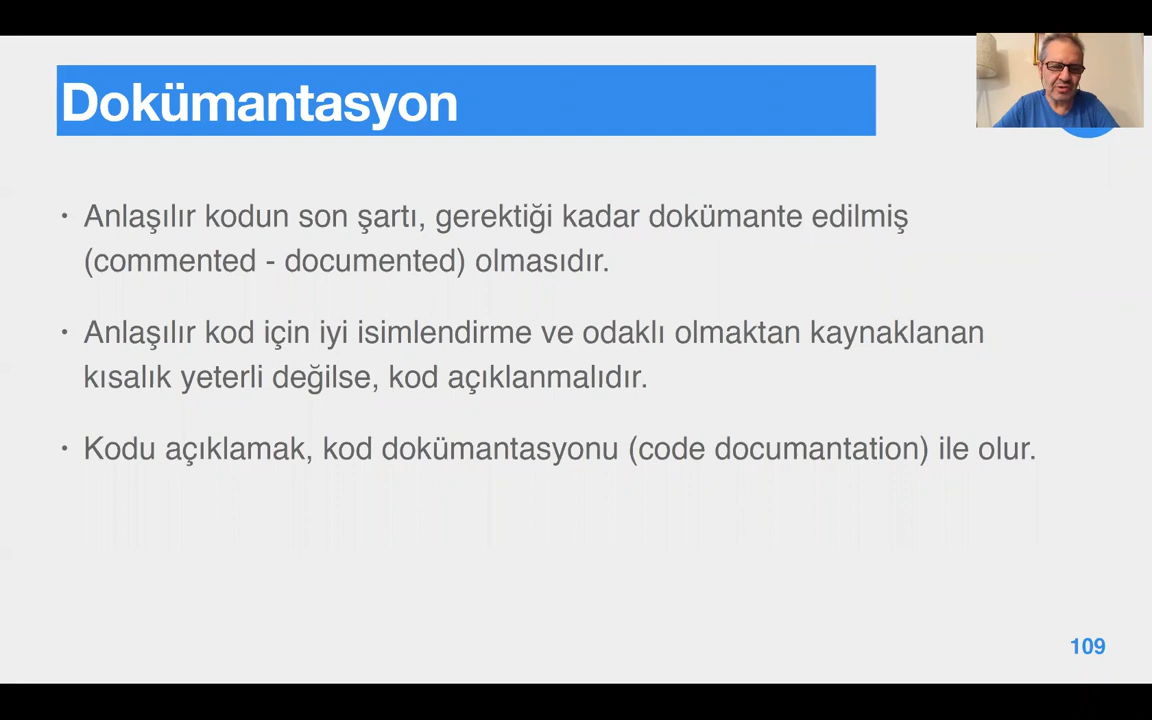 Dokümantasyon
• Anlaşılır kodun son şartı, gerektiği kadar dokümante edilmiş
(commented - documented) olmasıdır.
• Anlaşılır kod için iyi isimlendirme ve odaklı olmaktan kaynaklanan
kısalık yeterli değilse, kod açıklanmalıdır.
• Kodu açıklamak, kod dokümantasyonu (code documantation) ile olur.
109